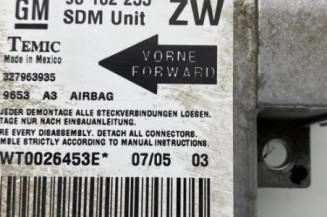 GM
SDM Unit
ZW
TEMIC
Made in Mexico
VORNE
FORWARD
327963935
9653 A3 AIRBAG
JEDER DEMONTAGE ALLE STECKVERBINDUNGEN LOESEN.
TAGE NUR NACH EINBAUANLEITUNG.
RE EVERY DISASSEMBLY. DETACH ALL CONNECTORS.
MBLE STRICTLY ACCORDING TO MANUAL INSTRUCTIONS.
WT0026453E* 07/05 03